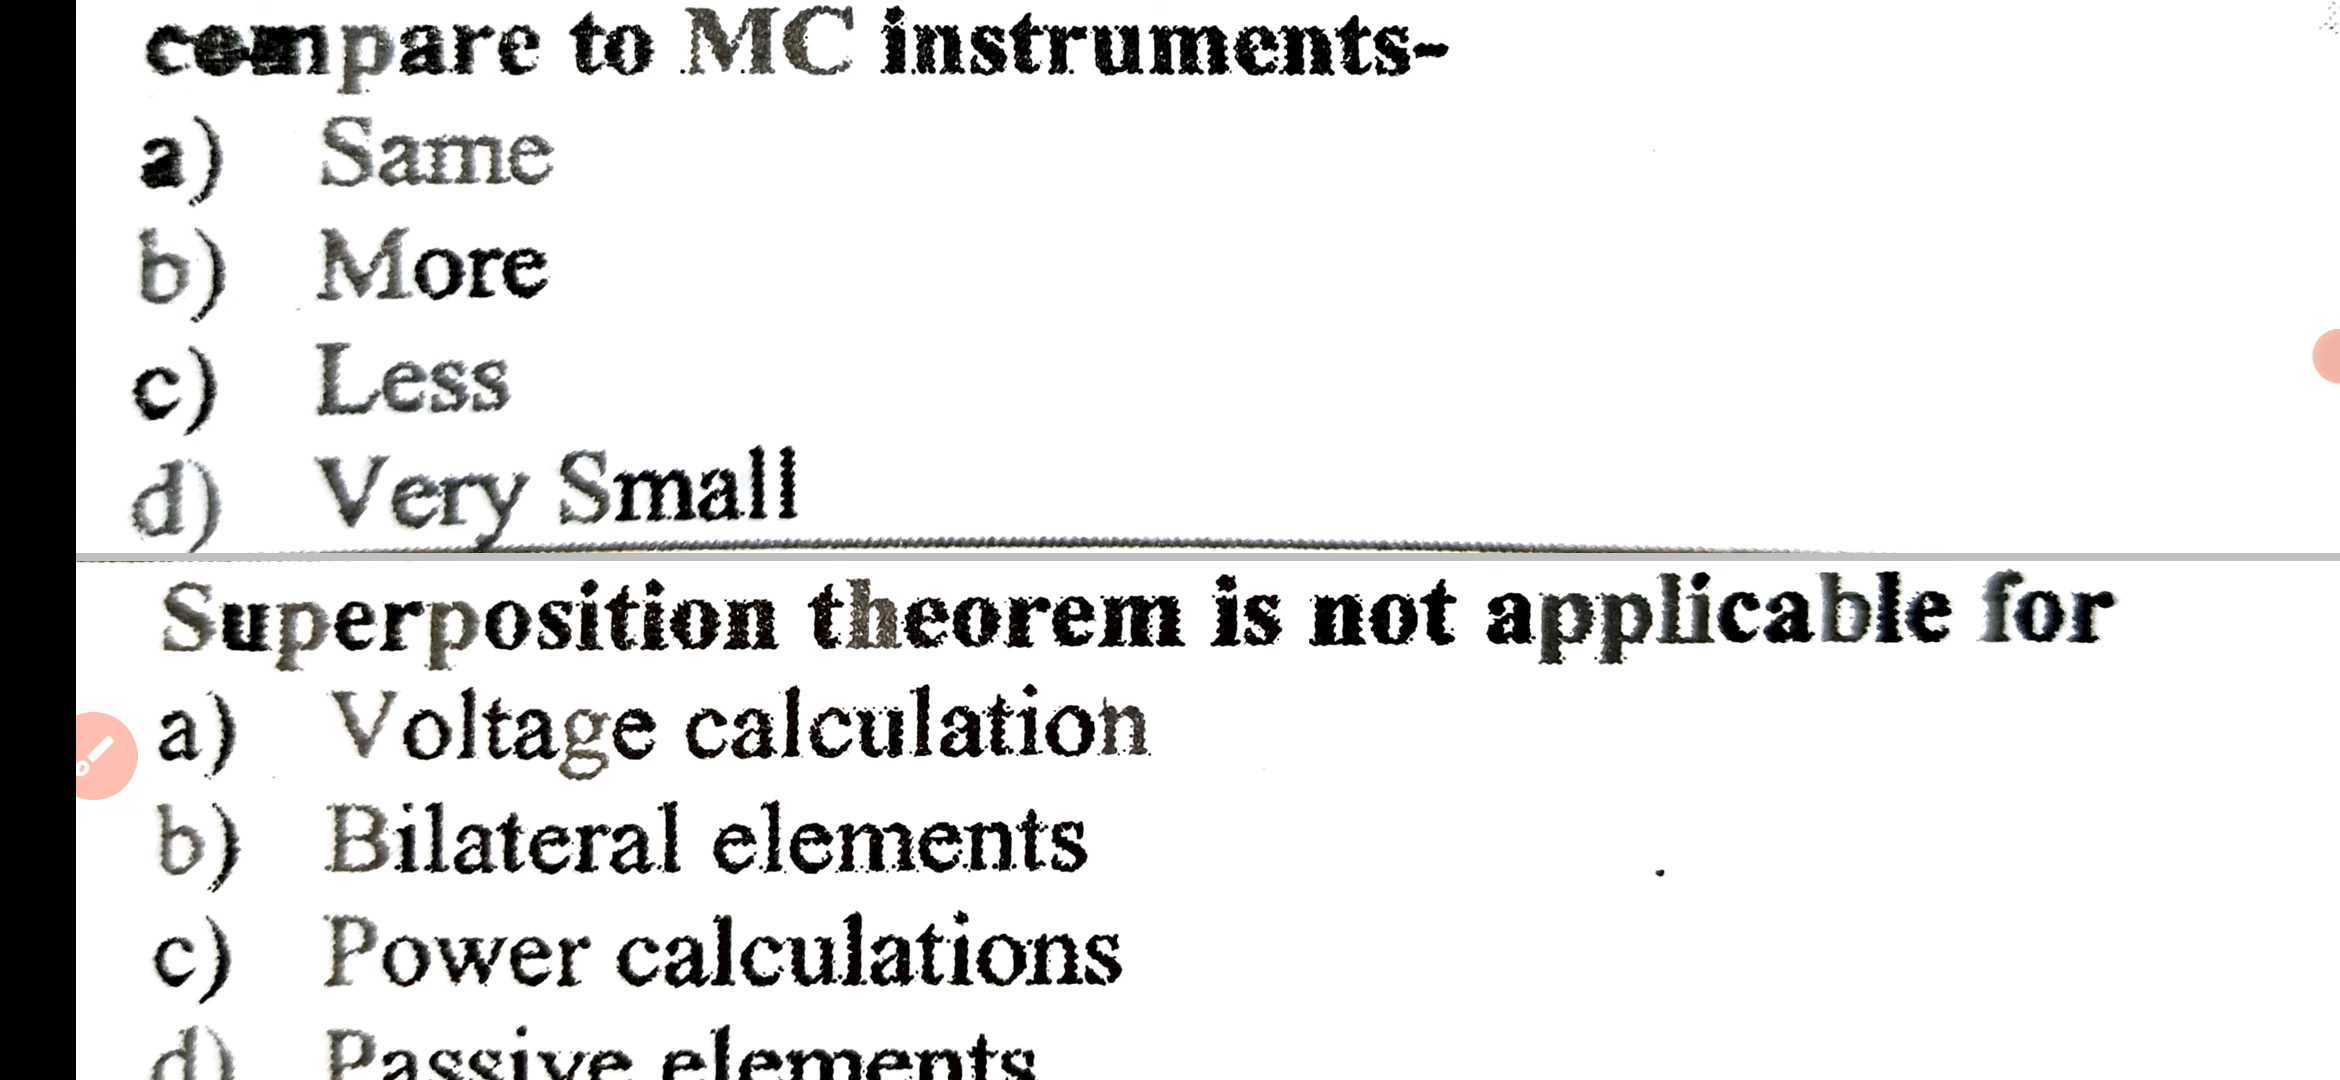 compare to MC instruments-
a) Same
b) More
c) Less
d) Very Small
Superposition theorem is not applicable for
a) Voltage calculation
b) Bilateral elements
c) Power calculations
d) Passive elements